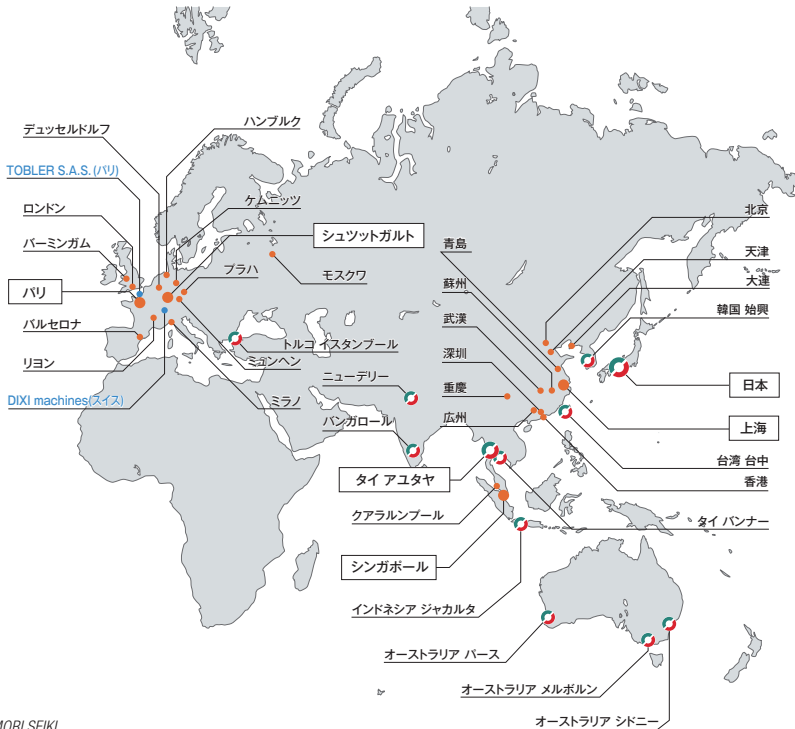 デュッセルドルフ
ハンブルク
TOBLER S.A.S. (パリ)
ケムニッツ
ロンドン
シュツットガルト
バーミンガム
プラハ
モスクワ
パリ
バルセロナ
トルコ イスタンブール
リヨン
ミュンヘン
ニューデリー
DIXI machines(スイス)
ミラノ
バンガロール
青島
蘇州
武漢
深圳
重慶
広州
北京
天津
大連
韓国 始興
日本
上海
台湾 台中
香港
タイ アユタヤ
クアラルンプール
タイ バンナー
シンガポール
インドネシア ジャカルタ
オーストラリア パース
オーストラリア メルボルン
オーストラリア シドニー
MORI SEIKI